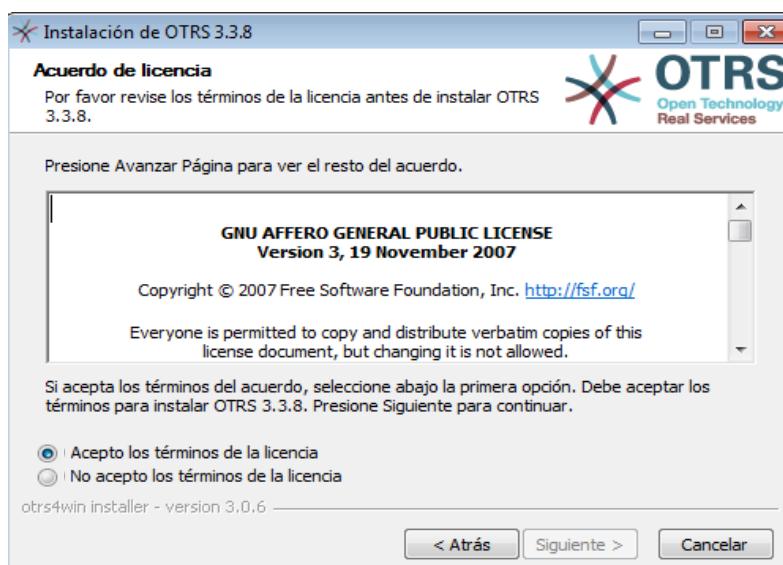 Instalación de OTRS 3.3.8
Acuerdo de licencia
Por favor revise los términos de la licencia antes de instalar OTRS
3.3.8.
OTRS
Open Technology
Real Services
Presione Avanzar Página para ver el resto del acuerdo.
GNU AFFERO GENERAL PUBLIC LICENSE
Version 3, 19 November 2007
Copyright © 2007 Free Software Foundation, Inc. http://fsf.org/
Everyone is permitted to copy and distribute verbatim copies of this
license document, but changing it is not allowed.
Si acepta los términos del acuerdo, seleccione abajo la primera opción. Debe aceptar los
términos para instalar OTRS 3.3.8. Presione Siguiente para continuar.
Acepto los términos de la licencia
No acepto los términos de la licencia
otrs4win installer - version 3.0.6
< Atrás
Siguiente >
Cancelar